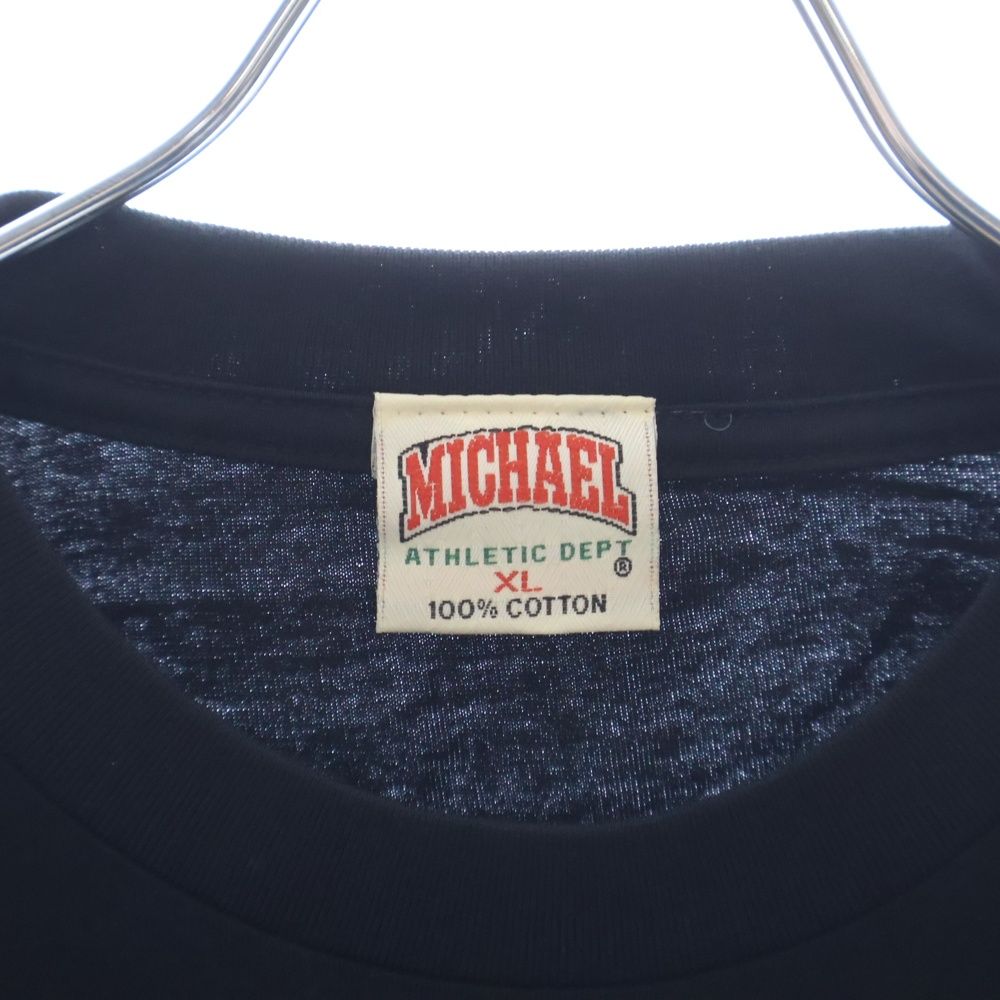 MICHAEL
ATHLETIC DEPT
®
XL
100% COTTON